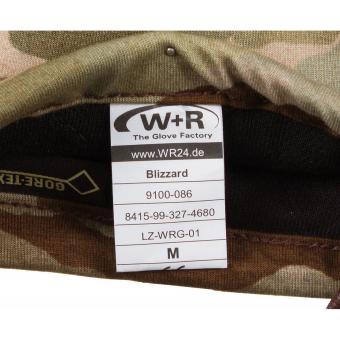 W+R
The Glove Factory
www.WR24.de
Blizzard
9100-086
8415-99-327-4680
LZ-WRG-01
M
GORE-TEX